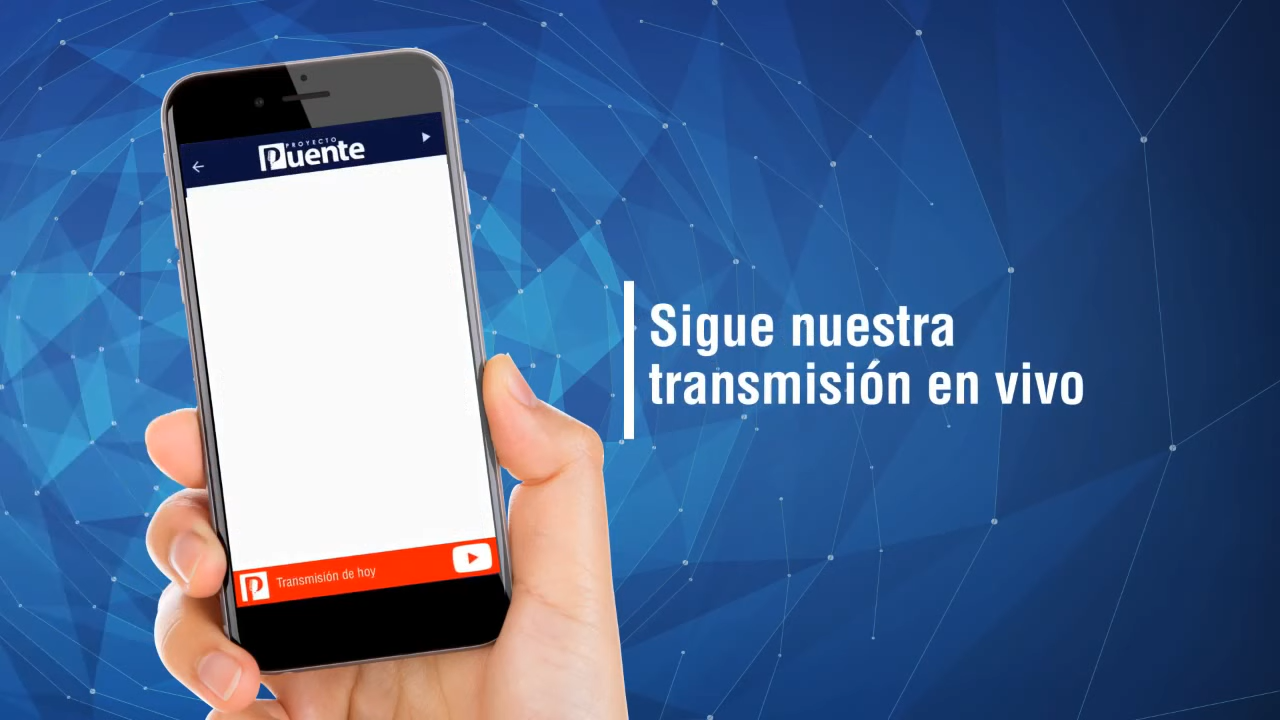 PROYECTO
Puente
Transmisión de hoy
Sigue nuestra
transmisión en vivo